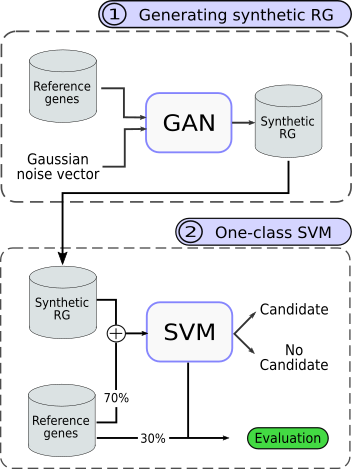 1 Generating synthetic RG
Reference
genes
GAN
Synthetic
RG
Gaussian
noise vector
2 One-class SVM
Synthetic
RG
SVM
Candidate
No
Candidate
70%
Reference
genes
30%
Evaluation